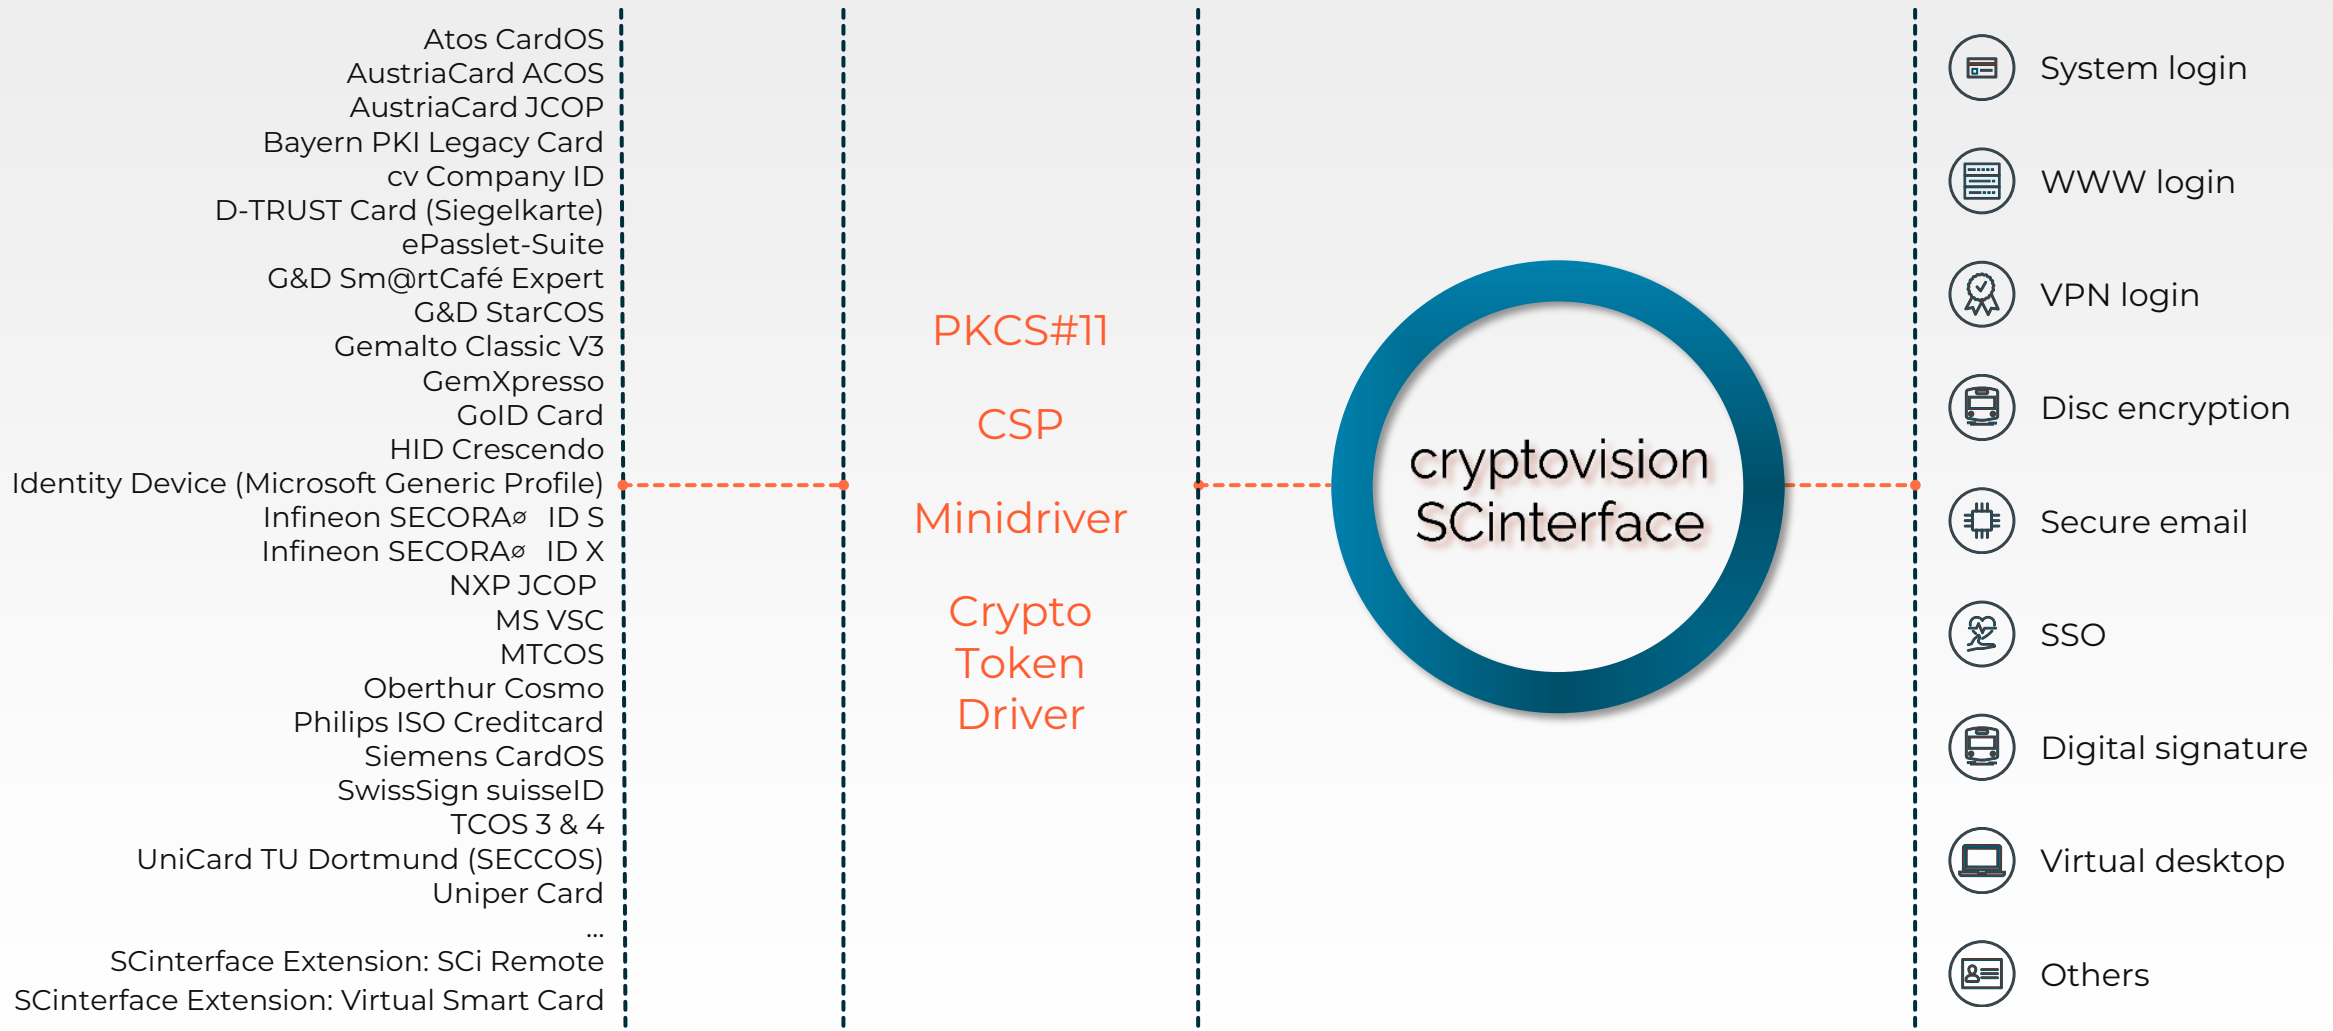 Atos CardOS
AustriaCard ACOS
AustriaCard JCOP
Bayern PKI Legacy Card
cv Company ID
D-TRUST Card (Siegelkarte)
ePasslet-Suite
G&D Sm@rtCafé Expert
G&D StarCOS
Gemalto Classic V3
GemXpresso
GoID Card
HID Crescendo
Identity Device (Microsoft Generic Profile)
Infineon SECORA∅ ID S
Infineon SECORA∅ ID X
NXP JCOP
MS VSC
MTCOS
Oberthur Cosmo
Philips ISO Creditcard
Siemens CardOS
SwissSign suisseID
TCOS 3 & 4
UniCard TU Dortmund (SECCOS)
Uniper Card
...
SCinterface Extension: SCi Remote
SCinterface Extension: Virtual Smart Card
PKCS#11
CSP
Minidriver
Crypto
Token
Driver
cryptovision
SCinterface
System login
WWW login
VPN login
Disc encryption
Secure email
SSO
Digital signature
Virtual desktop
Others